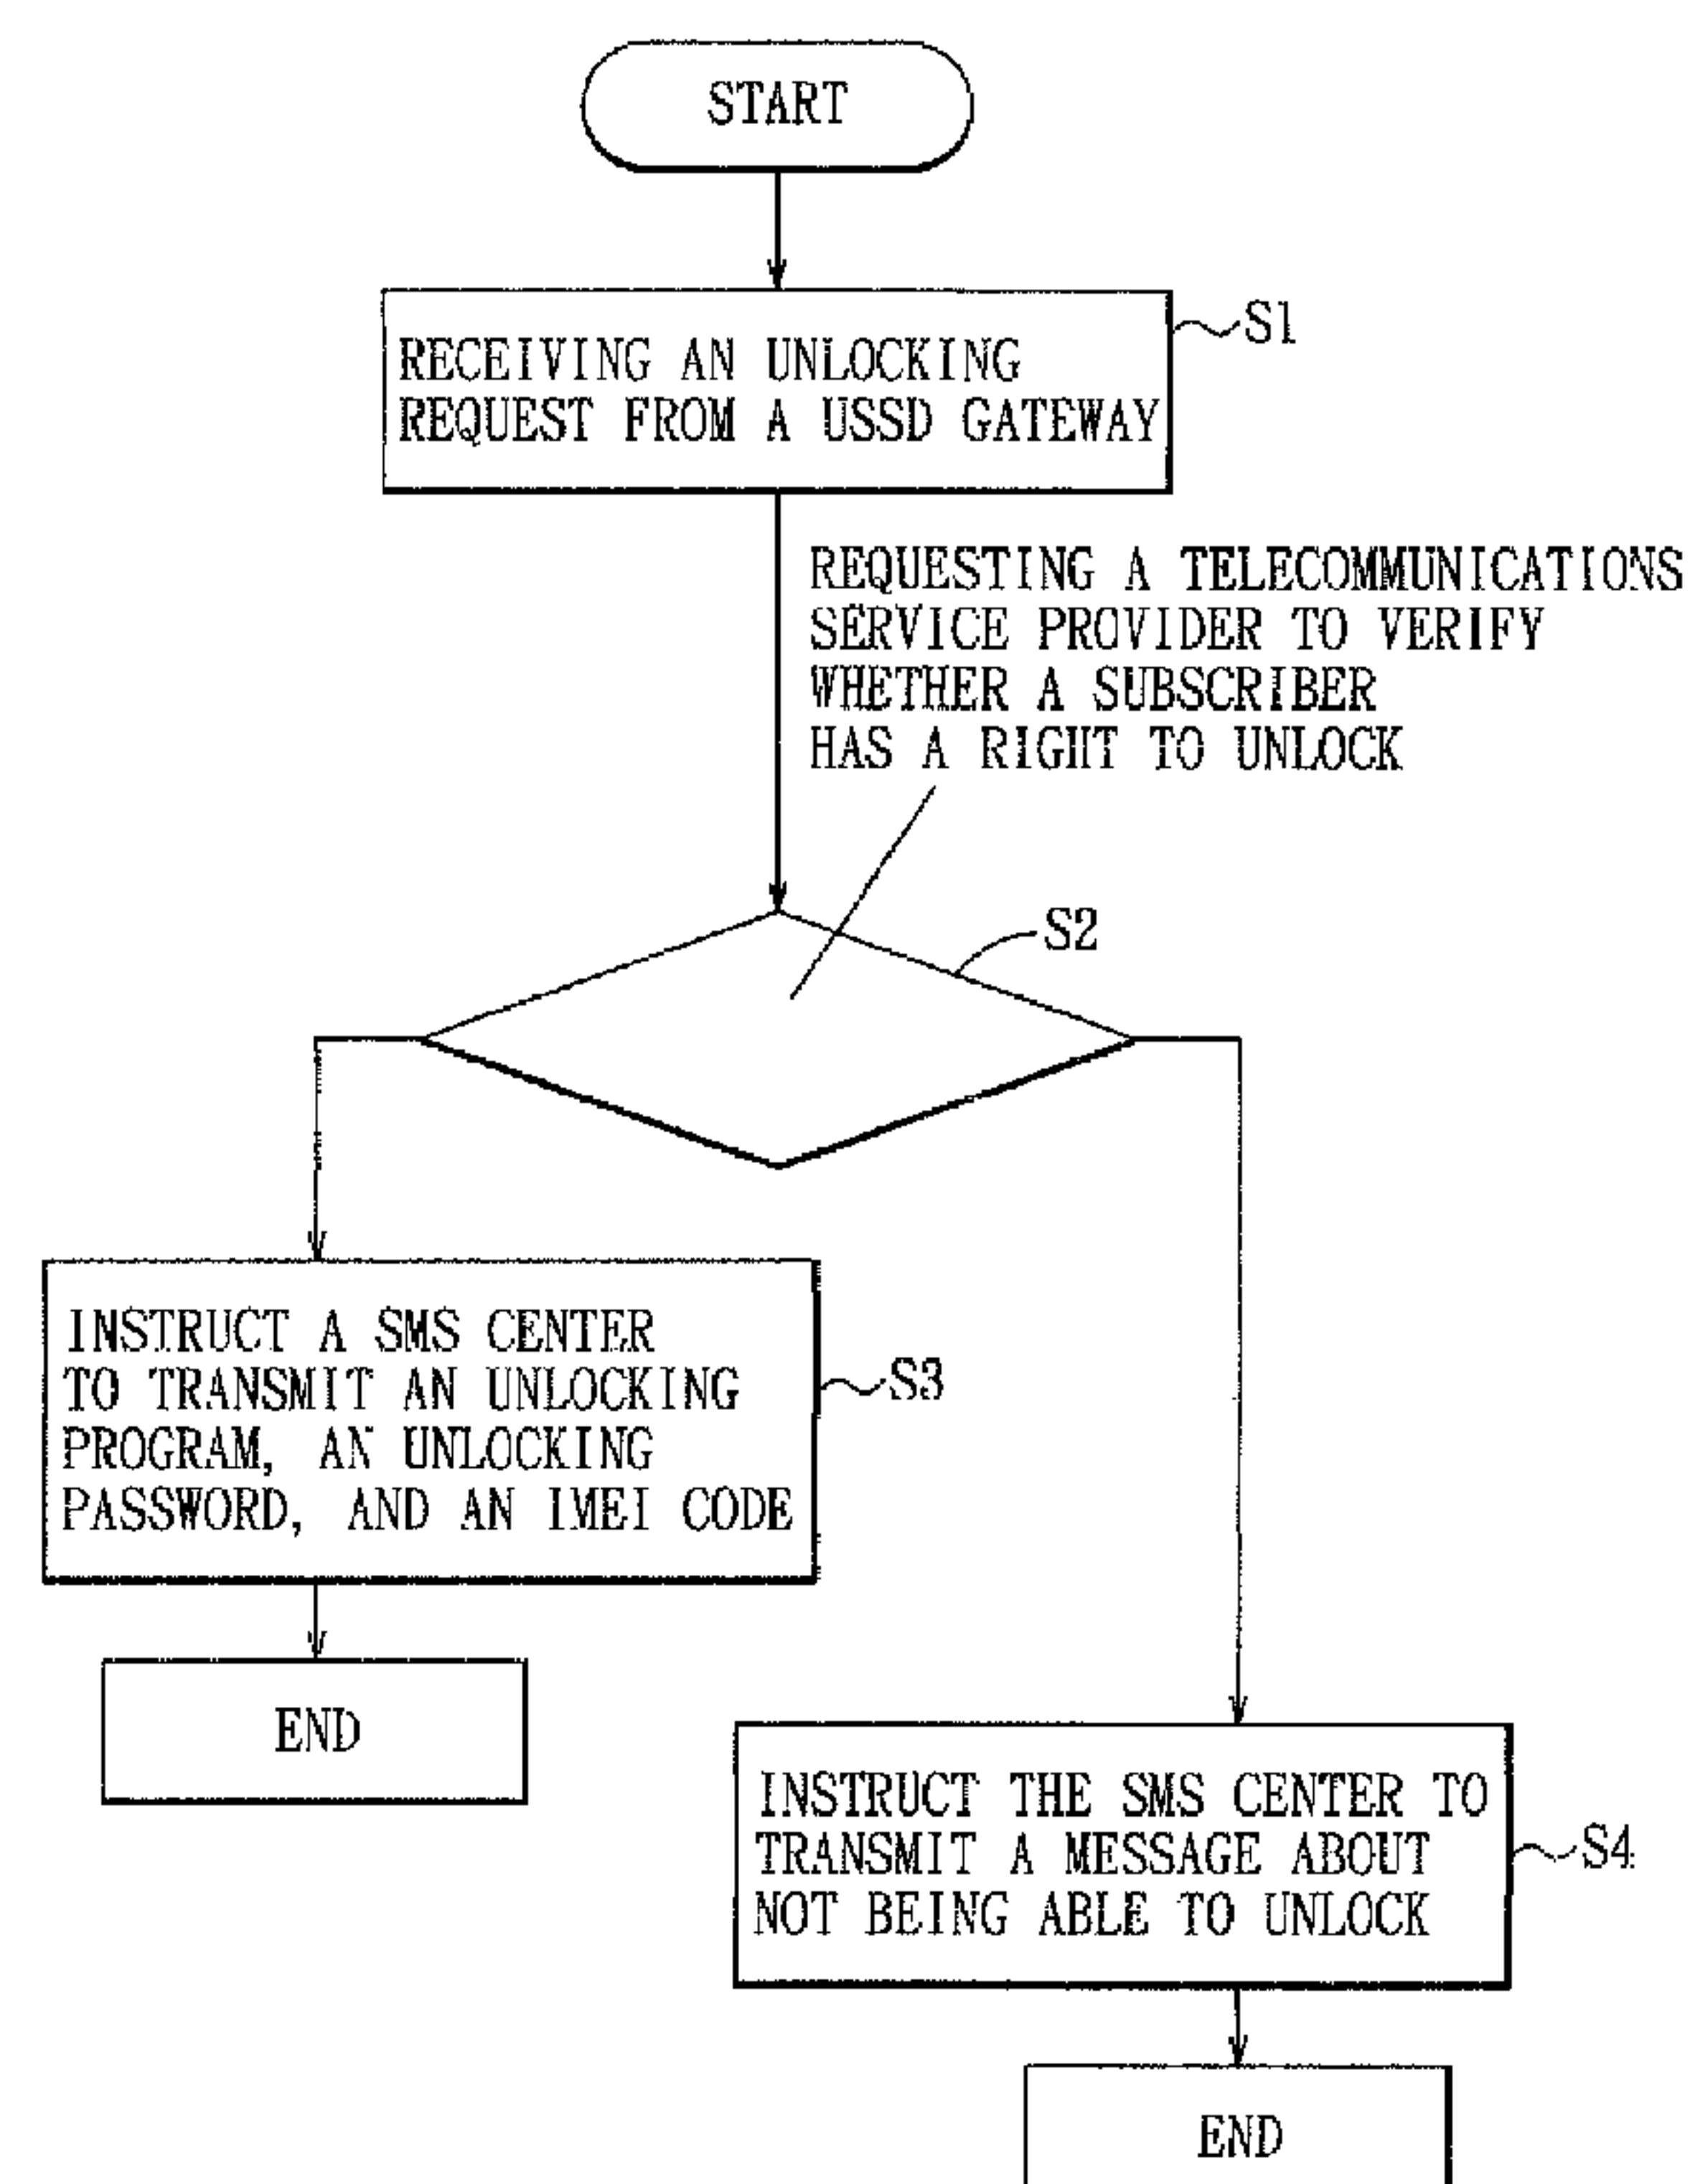 START
RECEIVING AN UNLOCKING
REQUEST FROM A USSD GATEWAY
S1
REQUESTING A TELECOMMUNICATIONS
SERVICE PROVIDER TO VERIFY
WHETHER A SUBSCRIBER
HAS A RIGHT TO UNLOCK
S2
INSTRUCT A SMS CENTER
TO TRANSMIT AN UNLOCKING
PROGRAM, AN UNLOCKING
PASSWORD, AND AN IMEI CODE
S3
END
INSTRUCT THE SMS CENTER TO
TRANSMIT A MESSAGE ABOUT
NOT BEING ABLE TO UNLOCK
S4
END